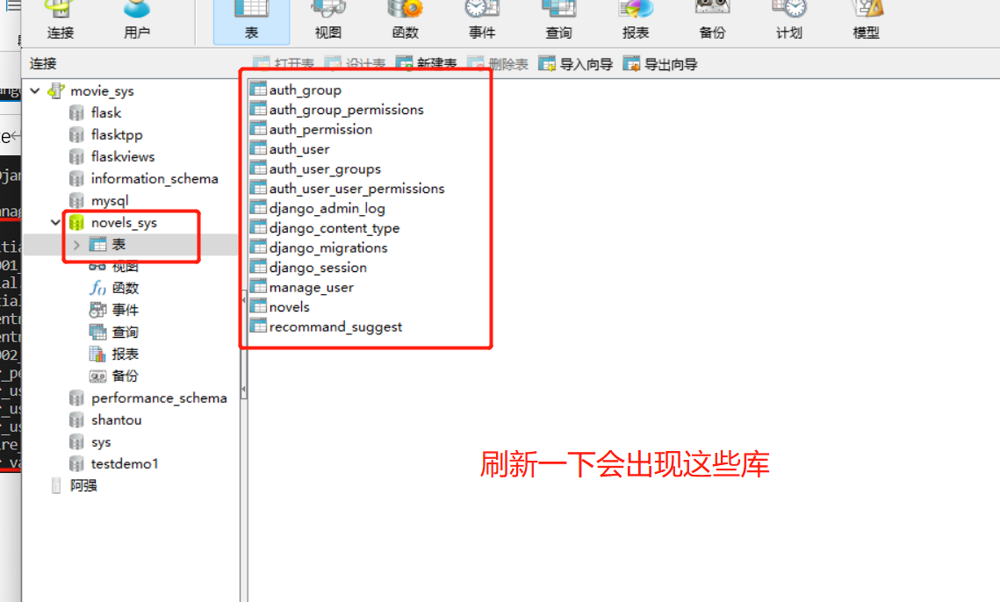 连接 用户 表 视图 函数 事件 查询 报表 备份 计划 模型
连接
打开表 设计表 新建表 删除表 导入向导 导出向导
movie_sys
flask
flasktpp
flaskviews
information_schema
mysql
novels_sys
表
视图
函数
事件
查询
报表
备份
performance_schema
shantou
sys
testdemo1
阿强
auth_group
auth_group_permissions
auth_permission
auth_user
auth_user_groups
auth_user_user_permissions
django_admin_log
django_content_type
django_migrations
django_session
manage_user
novels
recommand_suggest
刷新一下会出现这些库